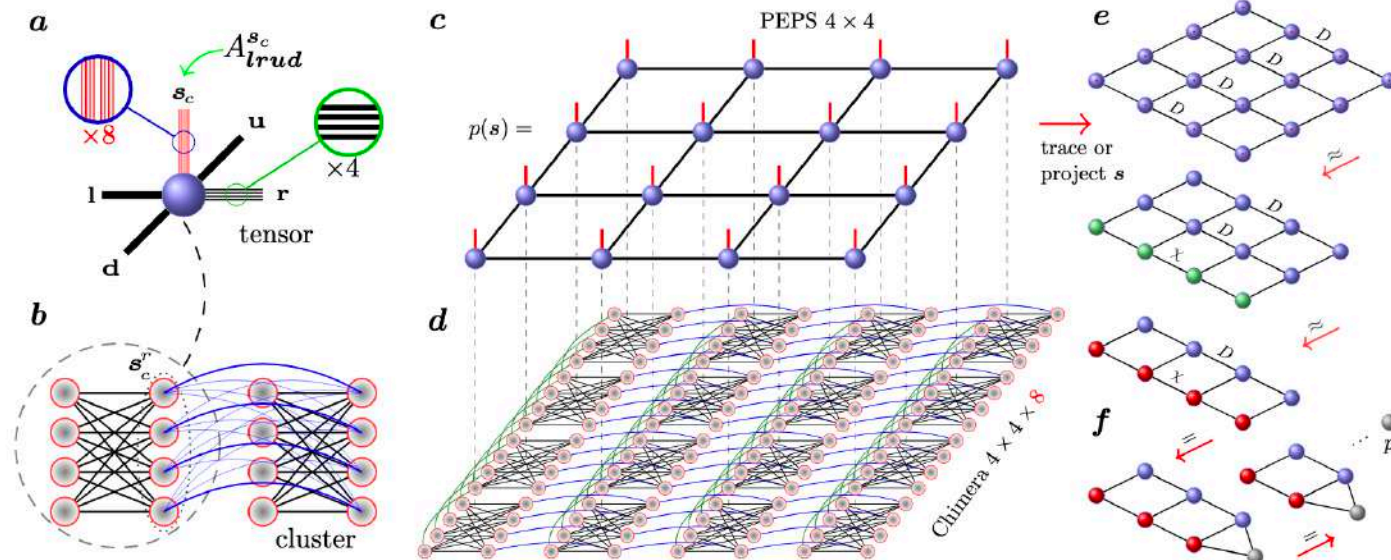 a
A^{s_c}_{lrud}
s_c
×8
u
×4
l
r
d
tensor
b
s^r_c
cluster
c
PEPS 4 × 4
p(s) =
trace or
project s
d
Chimera 4 × 4 × 8
e
D
D
D
D
≈
D
D
χ
≈
D
χ
f
=
=
⋰